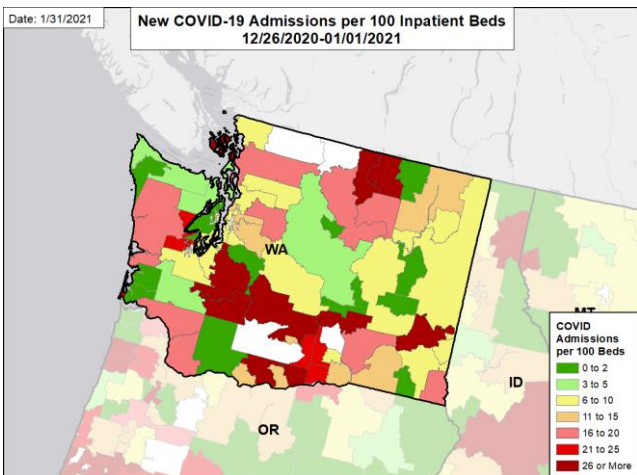 Date: 1/31/2021
New COVID-19 Admissions per 100 Inpatient Beds
12/26/2020-01/01/2021
WA
MT
ID
OR
COVID
Admissions
per 100 Beds
0 to 2
3 to 5
6 to 10
11 to 15
16 to 20
21 to 25
26 or More